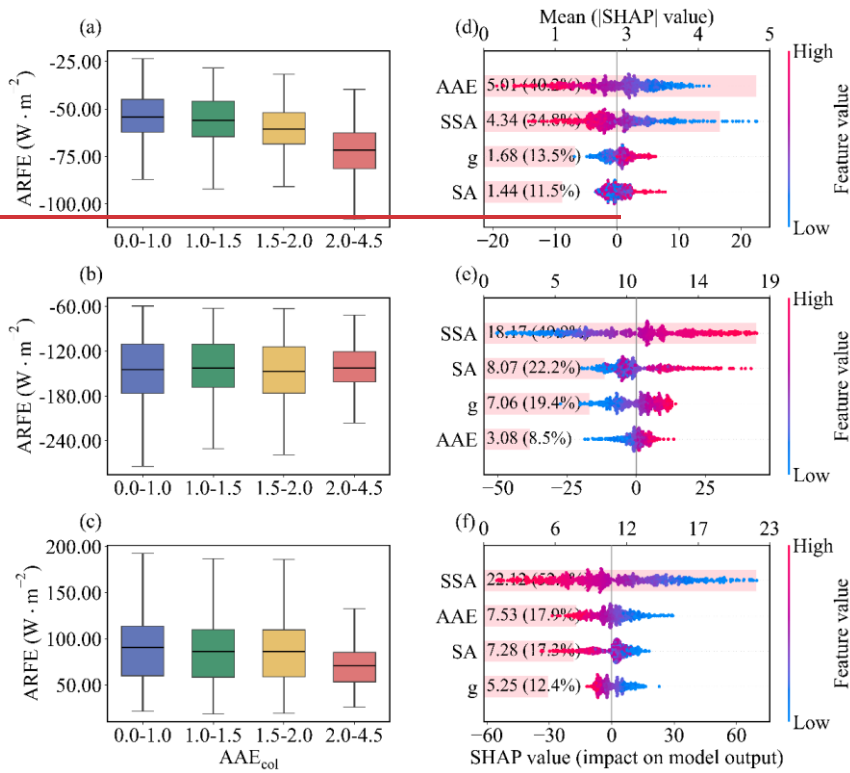 (a)
ARFE (W · m⁻²)
-25.00
-50.00
-75.00
-100.00
0.0-1.0 1.0-1.5 1.5-2.0 2.0-4.5
Mean (|SHAP| value)
(d)
0 1 3 4 5
AAE 5.01 (40.2%)
SSA 4.34 (34.8%)
g 1.68 (13.5%)
SA 1.44 (11.5%)
−20 −10 0 10 20
High
Feature value
Low
(b)
ARFE (W · m⁻²)
-60.00
-120.00
-180.00
-240.00
0.0-1.0 1.0-1.5 1.5-2.0 2.0-4.5
(e)
0 5 10 14 19
SSA 18.17
SA 8.07 (22.2%)
g 7.06 (19.4%)
AAE 3.08 (8.5%)
−50 −25 0 25
High
Feature value
Low
(c)
ARFE (W · m⁻²)
200.00
150.00
100.00
50.00
0.0-1.0 1.0-1.5 1.5-2.0 2.0-4.5
AAEcol
(f)
0 6 12 17 23
SSA 22.12
AAE 7.53 (17.9%)
SA 7.28 (17.3%)
g 5.25 (12.4%)
−60 −30 0 30 60
SHAP value (impact on model output)
High
Feature value
Low